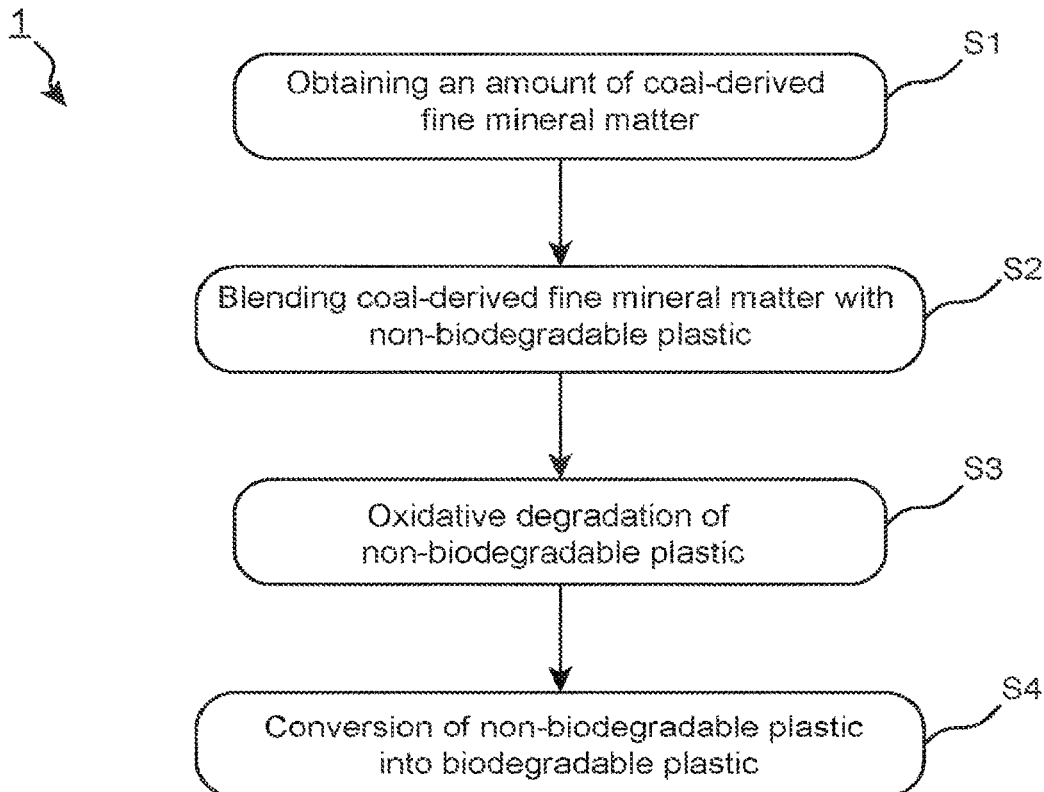 1
S1
Obtaining an amount of coal-derived
fine mineral matter
S2
Blending coal-derived fine mineral matter with
non-biodegradable plastic
S3
Oxidative degradation of
non-biodegradable plastic
S4
Conversion of non-biodegradable plastic
into biodegradable plastic